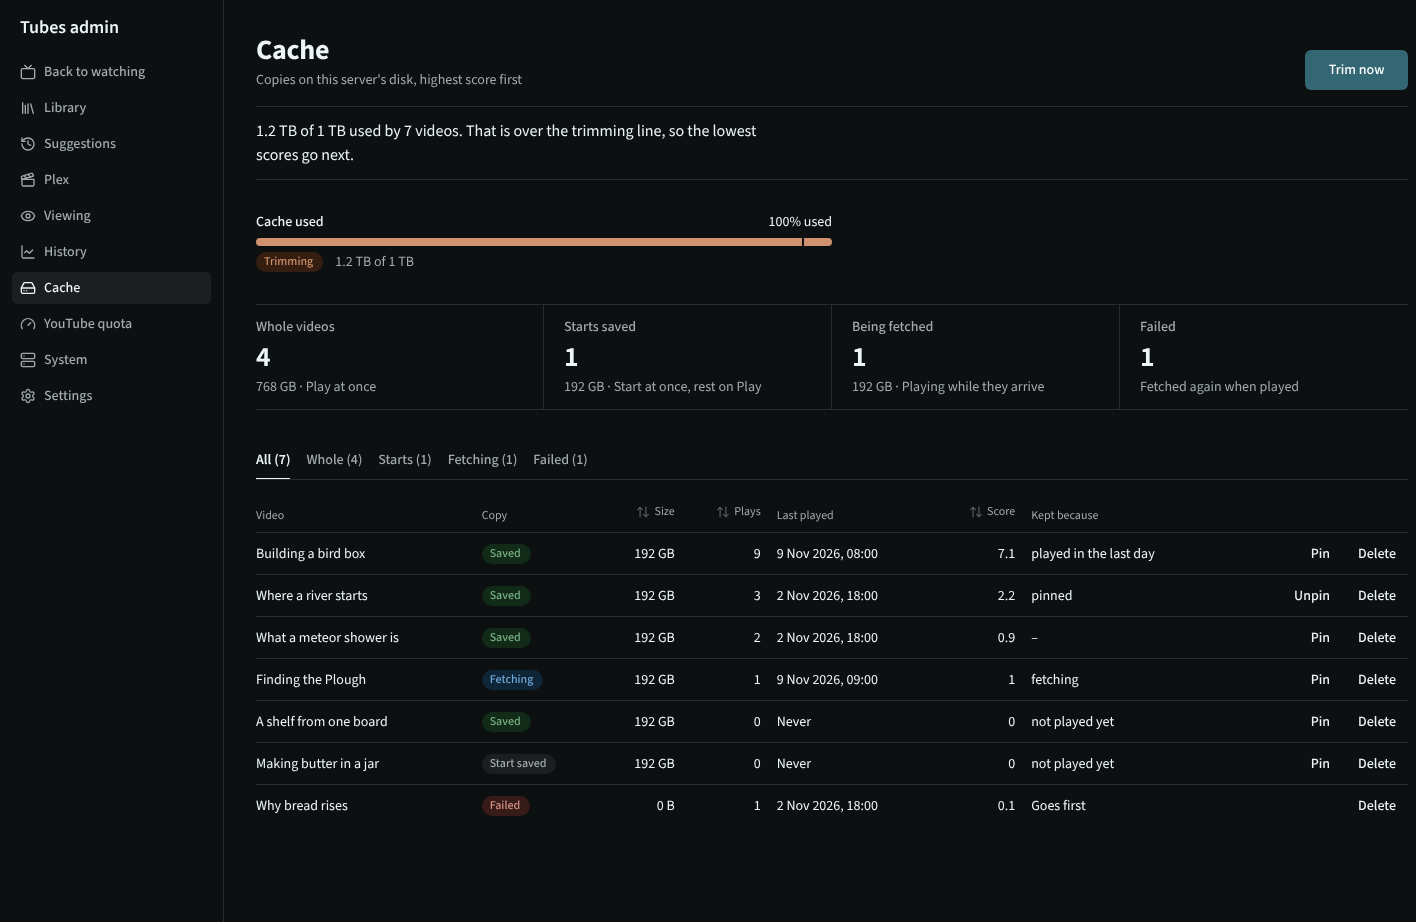 Tubes admin
Back to watching
Library
Suggestions
Plex
Viewing
History
Cache
YouTube quota
System
Settings
Cache
Copies on this server's disk, highest score first
Trim now
1.2 TB of 1 TB used by 7 videos. That is over the trimming line, so the lowest
scores go next.
Cache used 100% used
Trimming 1.2 TB of 1 TB
Whole videos
4
768 GB · Play at once
Starts saved
1
192 GB · Start at once, rest on Play
Being fetched
1
192 GB · Playing while they arrive
Failed
1
Fetched again when played
All (7) Whole (4) Starts (1) Fetching (1) Failed (1)
Video Copy Size Plays Last played Score Kept because
Building a bird box Saved 192 GB 9 9 Nov 2026, 08:00 7.1 played in the last day Pin Delete
Where a river starts Saved 192 GB 3 2 Nov 2026, 18:00 2.2 pinned Unpin Delete
What a meteor shower is Saved 192 GB 2 2 Nov 2026, 18:00 0.9 – Pin Delete
Finding the Plough Fetching 192 GB 1 9 Nov 2026, 09:00 1 fetching Pin Delete
A shelf from one board Saved 192 GB 0 Never 0 not played yet Pin Delete
Making butter in a jar Start saved 192 GB 0 Never 0 not played yet Pin Delete
Why bread rises Failed 0 B 1 2 Nov 2026, 18:00 0.1 Goes first Delete